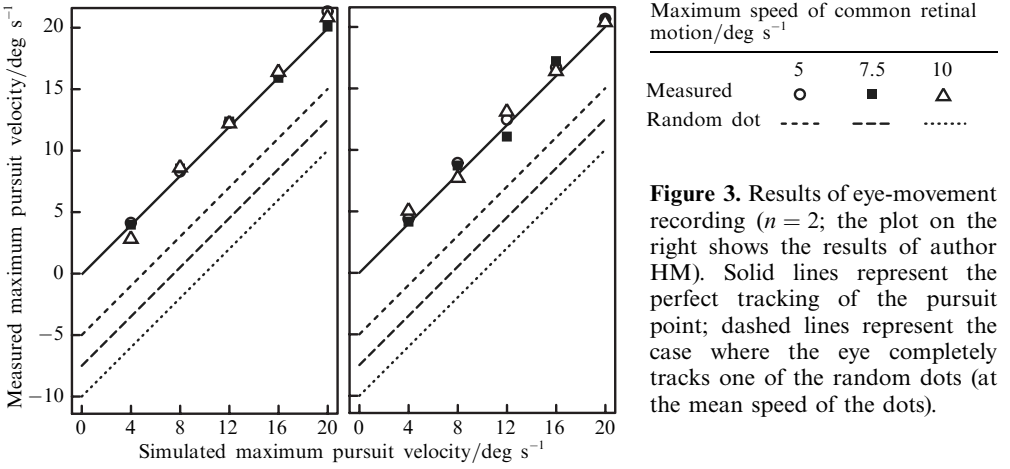 Measured maximum pursuit velocity/deg s⁻¹
20
15
10
5
0
−5
−10
0 4 8 12 16 20
0 4 8 12 16 20
Simulated maximum pursuit velocity/deg s⁻¹
Maximum speed of common retinal
motion/deg s⁻¹
5 7.5 10
Measured
Random dot
Figure 3. Results of eye-movement
recording (n = 2; the plot on the
right shows the results of author
HM). Solid lines represent the
perfect tracking of the pursuit
point; dashed lines represent the
case where the eye completely
tracks one of the random dots (at
the mean speed of the dots).